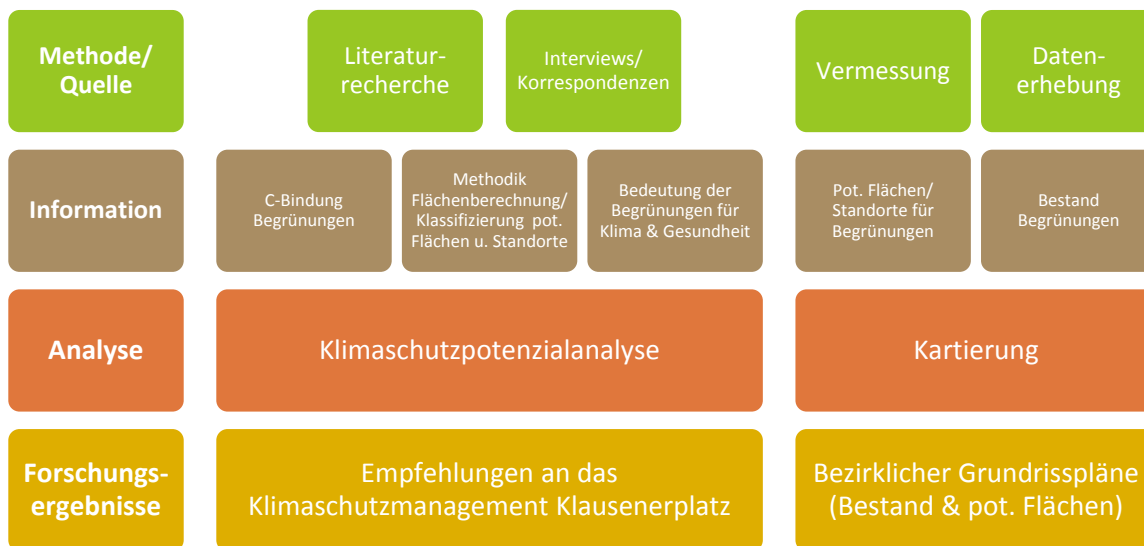 Methode/
Quelle
Literatur-
recherche
Interviews/
Korrespondenzen
Vermessung
Daten-
erhebung
Information
C-Bindung
Begrünungen
Methodik
Flächenberechnung/
Klassifizierung pot.
Flächen u. Standorte
Bedeutung der
Begrünungen für
Klima & Gesundheit
Pot. Flächen/
Standorte für
Begrünungen
Bestand
Begrünungen
Analyse
Klimaschutzpotenzialanalyse
Kartierung
Forschungs-
ergebnisse
Empfehlungen an das
Klimaschutzmanagement Klausenerplatz
Bezirklicher Grundrisspläne
(Bestand & pot. Flächen)